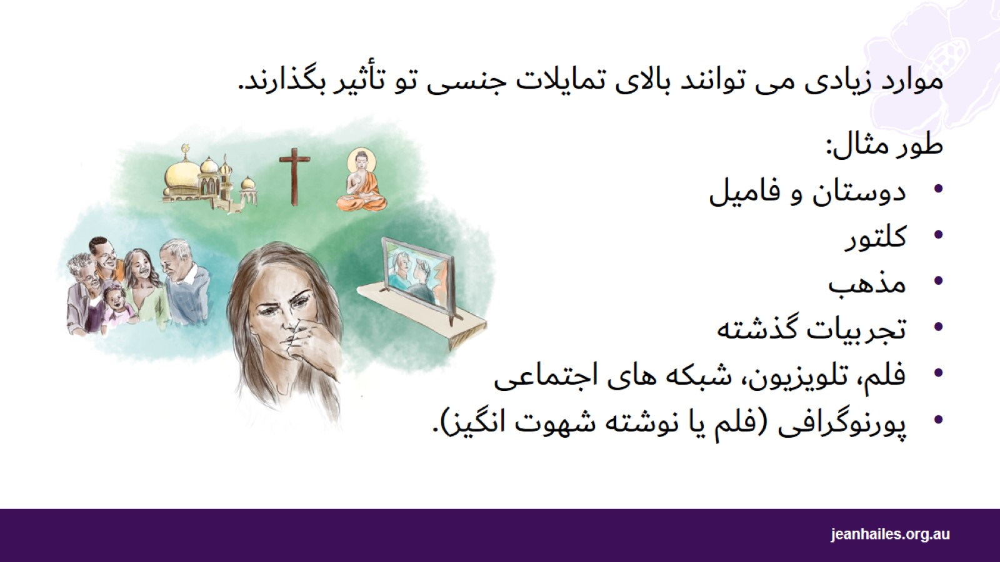 موارد زیادی می توانند بالای تمایلات جنسی تو تأثیر بگذارند.
طور مثال:
• دوستان و فامیل
• کلتور
• مذهب
• تجربیات گذشته
• فلم، تلویزیون، شبکه های اجتماعی
• پورنوگرافی (فلم یا نوشته شهوت انگیز).
jeanhailes.org.au